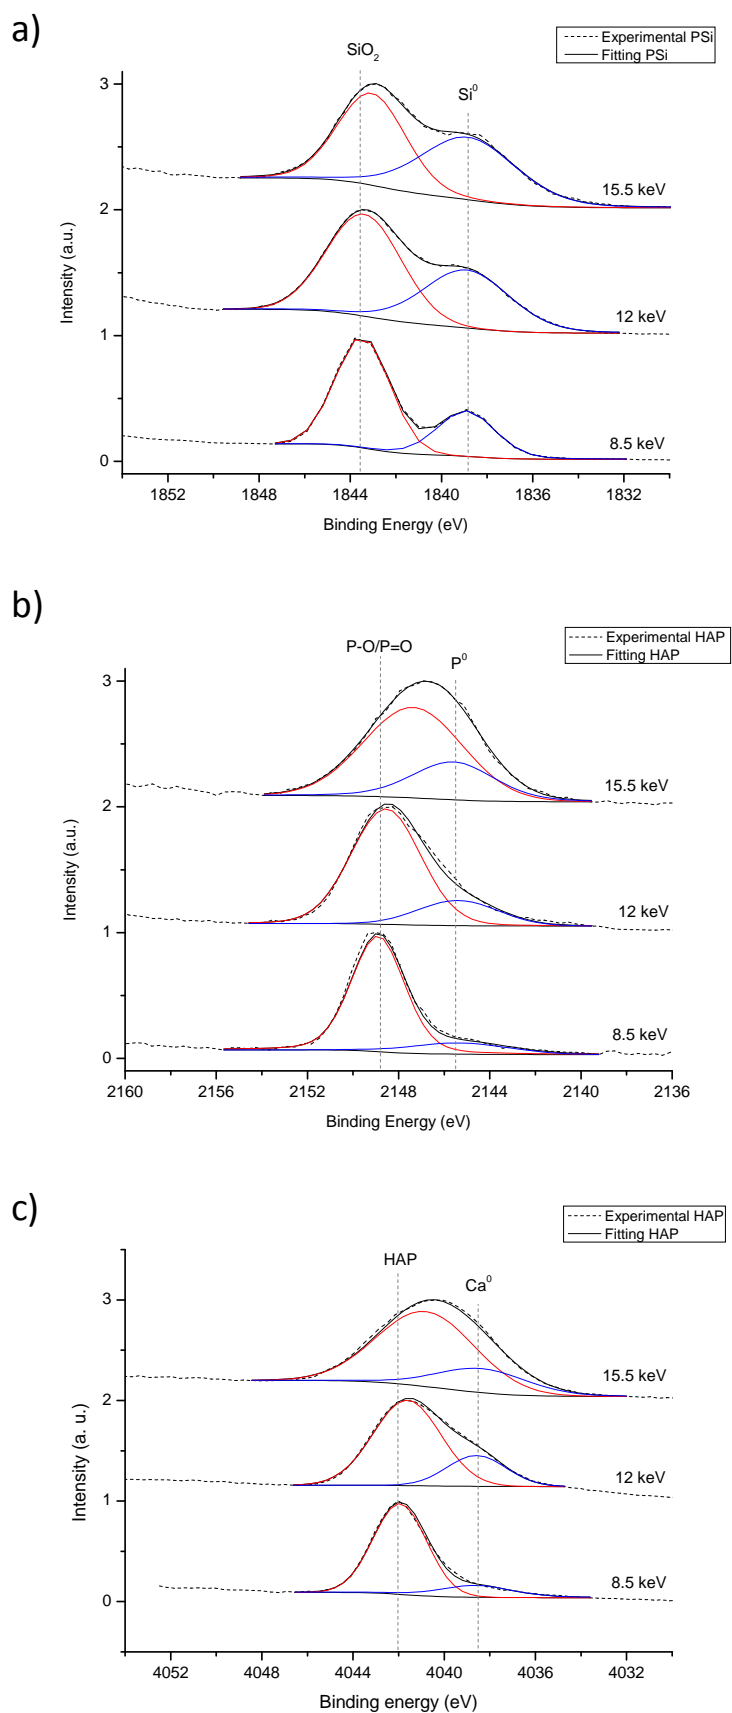 a)
Experimental PSi
Fitting PSi
SiO₂
Si⁰
3
2
1
0
15.5 keV
12 keV
8.5 keV
Intensity (a.u.)
1852 1848 1844 1840 1836 1832
Binding Energy (eV)
b)
Experimental HAP
Fitting HAP
P-O/P=O
P⁰
3
2
1
0
15.5 keV
12 keV
8.5 keV
Intensity (a.u.)
2160 2156 2152 2148 2144 2140 2136
Binding Energy (eV)
c)
Experimental HAP
Fitting HAP
HAP
Ca⁰
3
2
1
0
15.5 keV
12 keV
8.5 keV
Intensity (a. u.)
4052 4048 4044 4040 4036 4032
Binding energy (eV)